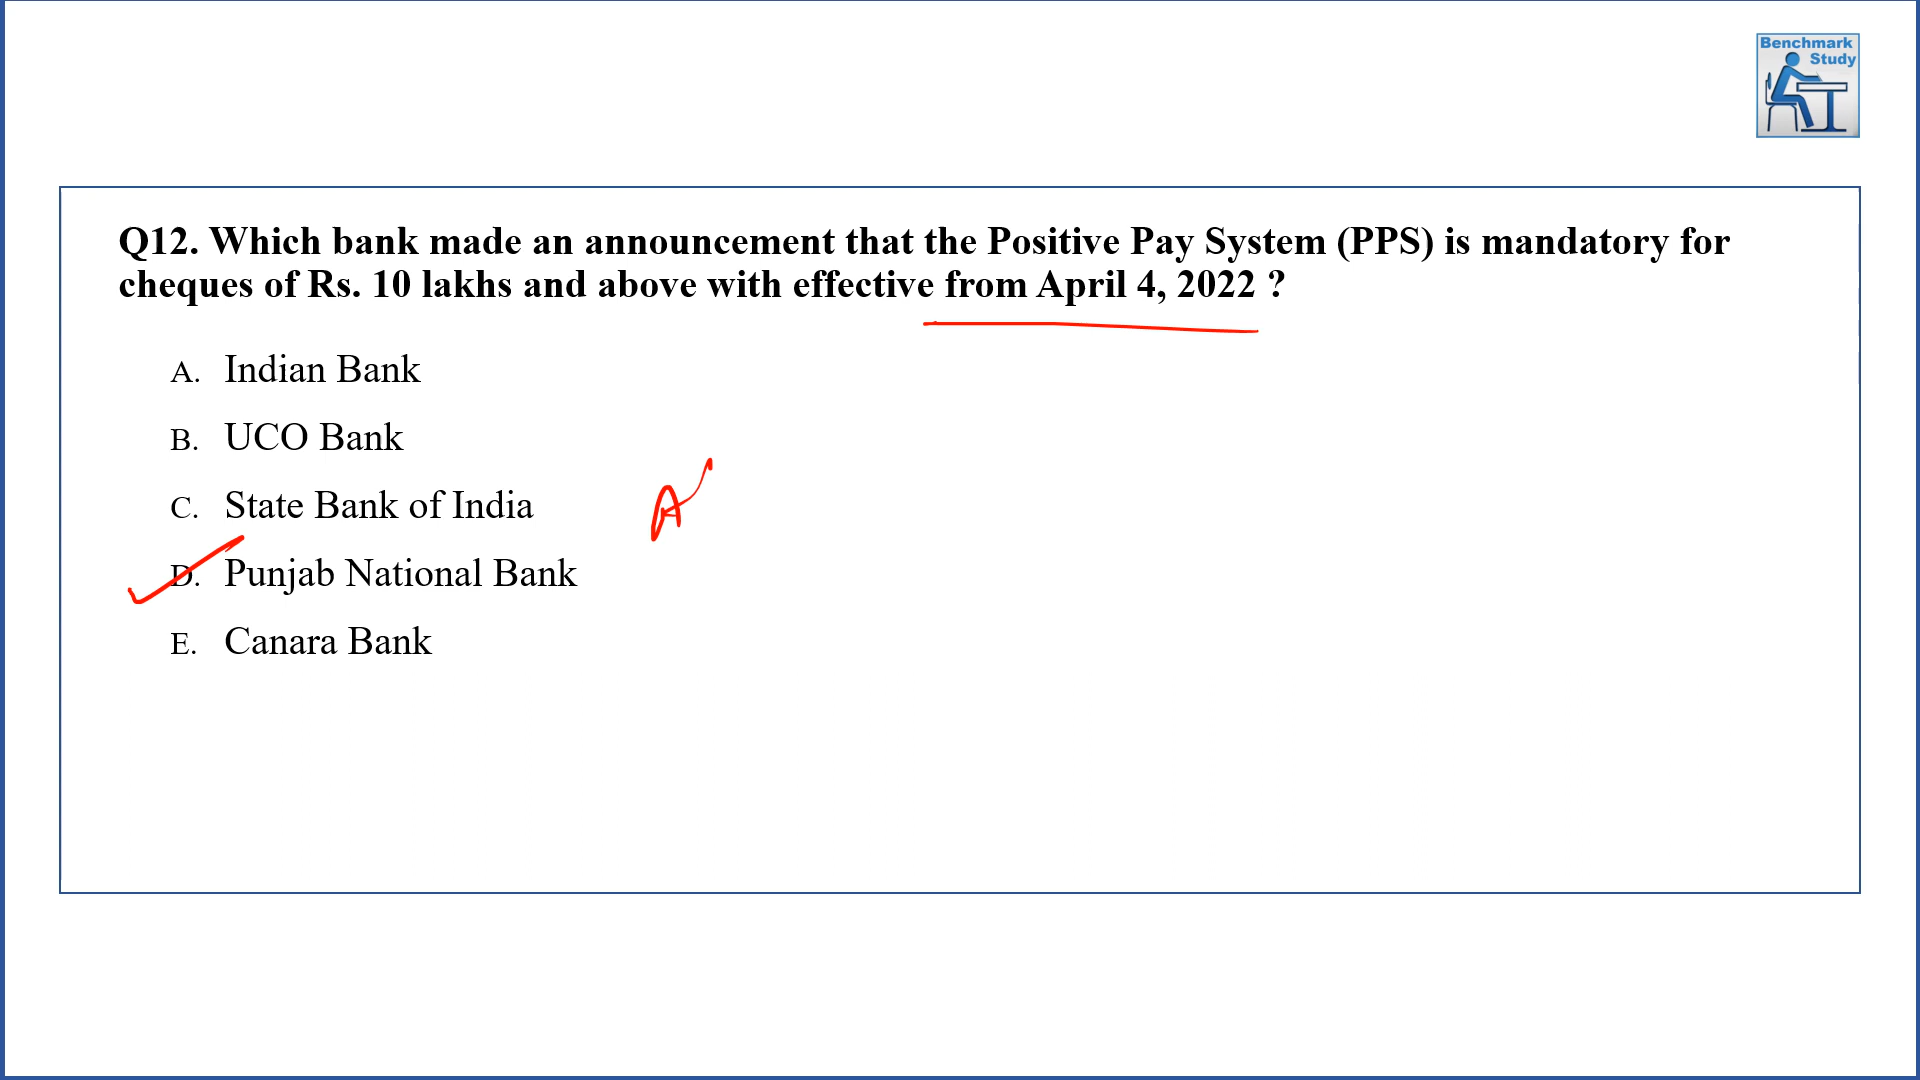 Benchmark
Study
Q12. Which bank made an announcement that the Positive Pay System (PPS) is mandatory for
cheques of Rs. 10 lakhs and above with effective from April 4, 2022 ?
A. Indian Bank
B. UCO Bank
C. State Bank of India
A
D. Punjab National Bank
E. Canara Bank